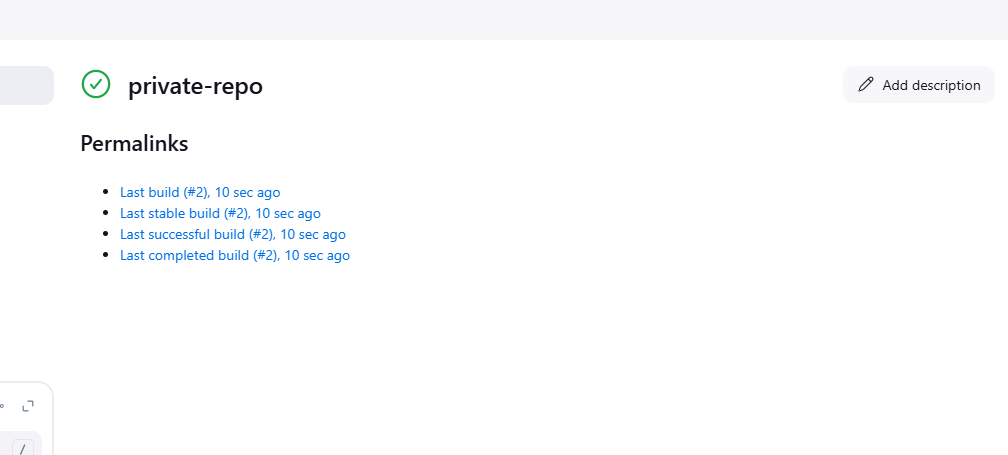 private-repo
Add description
Permalinks
Last build (#2), 10 sec ago
Last stable build (#2), 10 sec ago
Last successful build (#2), 10 sec ago
Last completed build (#2), 10 sec ago
/